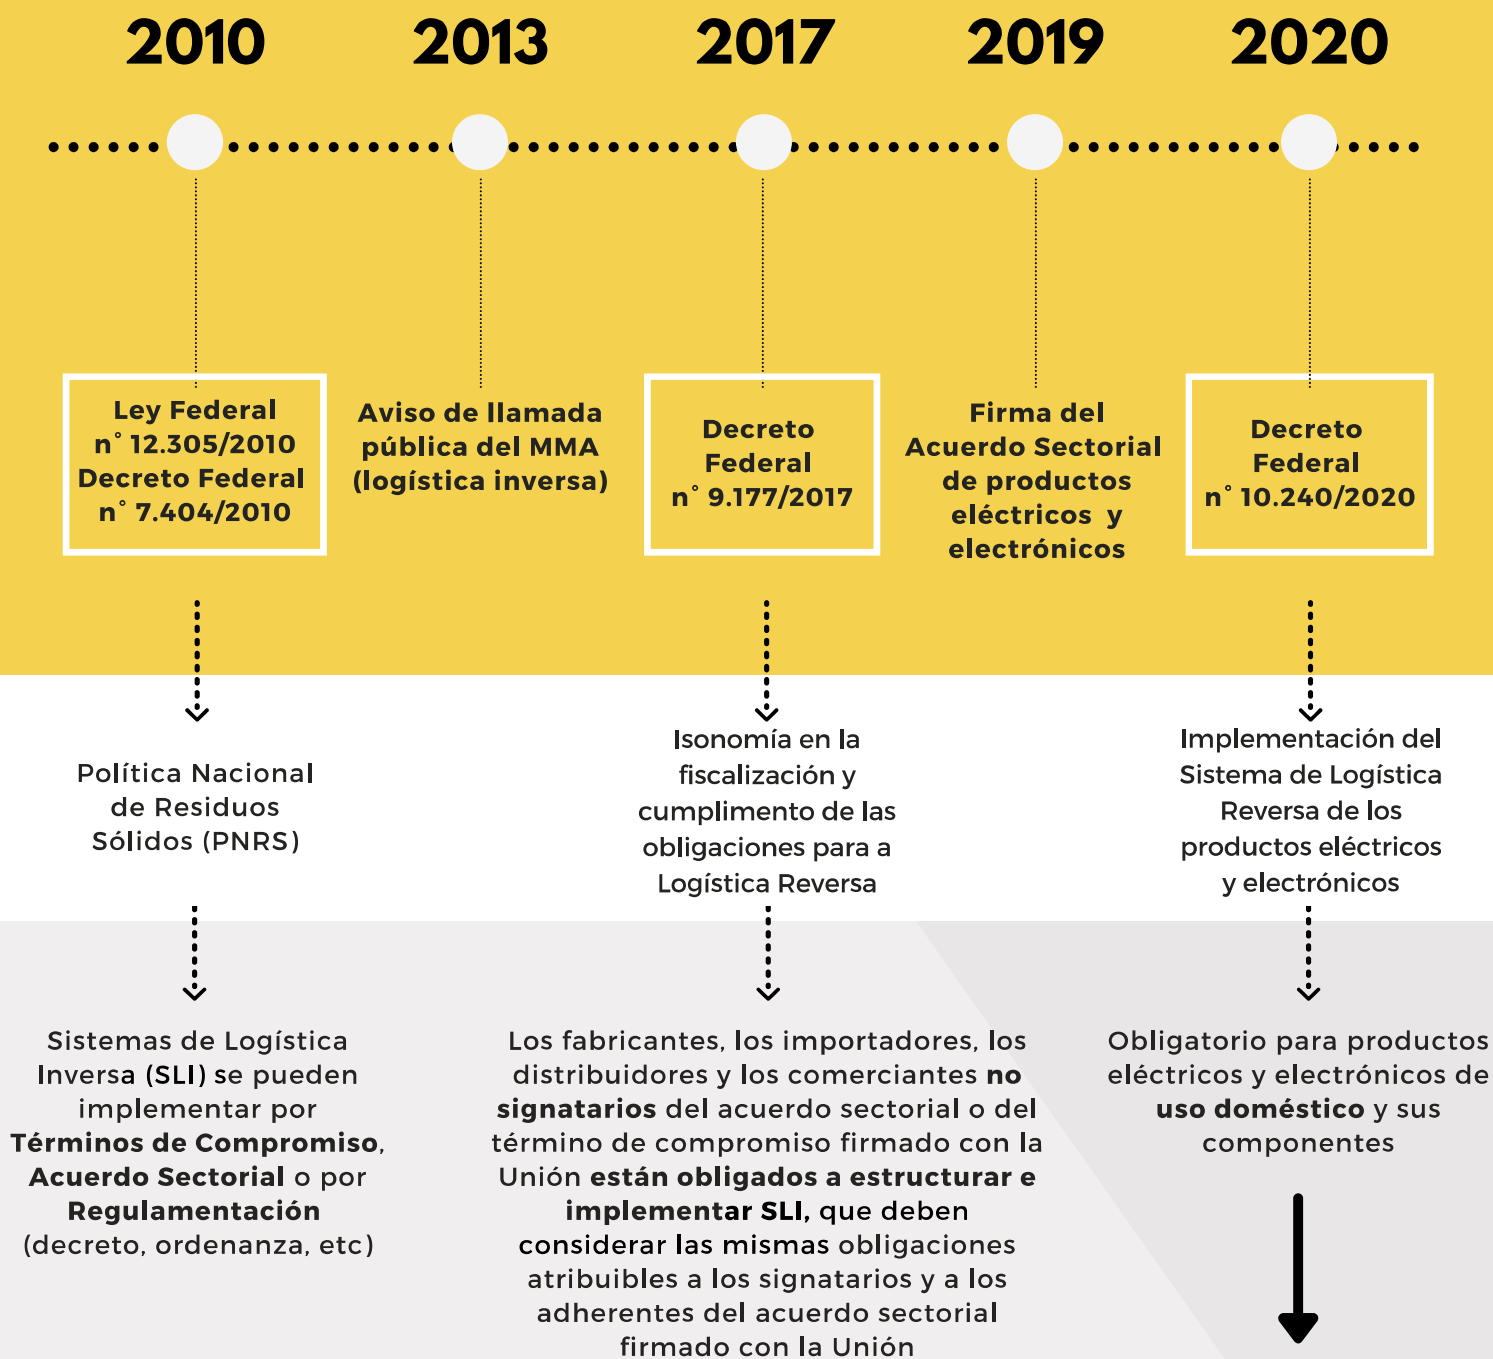 2010
2013
2017
2019
2020
Ley Federal
n° 12.305/2010
Decreto Federal
n° 7.404/2010
Aviso de llamada
pública del MMA
(logística inversa)
Decreto
Federal
n° 9.177/2017
Firma del
Acuerdo Sectorial
de productos
eléctricos y
electrónicos
Decreto
Federal
n° 10.240/2020
Política Nacional
de Residuos
Sólidos (PNRS)
Isonomía en la
fiscalización y
cumplimento de las
obligaciones para a
Logística Reversa
Implementación del
Sistema de Logística
Reversa de los
productos eléctricos
y electrónicos
Sistemas de Logística
Inversa (SLI) se pueden
implementar por
Términos de Compromiso,
Acuerdo Sectorial o por
Regulamentación
(decreto, ordenanza, etc)
Los fabricantes, los importadores, los
distribuidores y los comerciantes no
signatarios del acuerdo sectorial o del
término de compromiso firmado con la
Unión están obligados a estructurar e
implementar SLI, que deben
considerar las mismas obligaciones
atribuibles a los signatarios y a los
adherentes del acuerdo sectorial
firmado con la Unión
Obligatorio para productos
eléctricos y electrónicos de
uso doméstico y sus
componentes